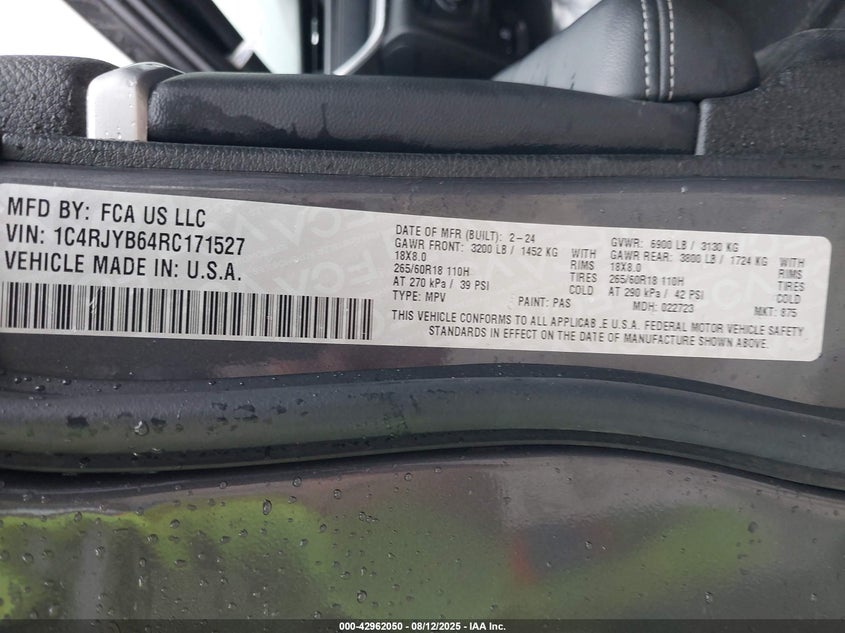 MFD BY: FCA US LLC
VIN: 1C4RJYB64RC171527
VEHICLE MADE IN: U.S.A.
DATE OF MFR (BUILT): 2-24 GVWR: 6900 LB / 3130 KG
GAWR FRONT: 3200 LB / 1452 KG WITH GAWR REAR: 3800 LB / 1724 KG WITH
18X8.0 RIMS 18X8.0 RIMS
265/60R18 110H TIRES 265/60R18 110H TIRES
AT 270 kPa / 39 PSI COLD AT 290 kPa / 42 PSI COLD
TYPE: MPV PAINT: PAS MDH: 022723 MKT: 875
THIS VEHICLE CONFORMS TO ALL APPLICABLE U.S.A. FEDERAL MOTOR VEHICLE SAFETY
STANDARDS IN EFFECT ON THE DATE OF MANUFACTURE SHOWN ABOVE.
000-42962050 - 08/12/2025 - IAA Inc.